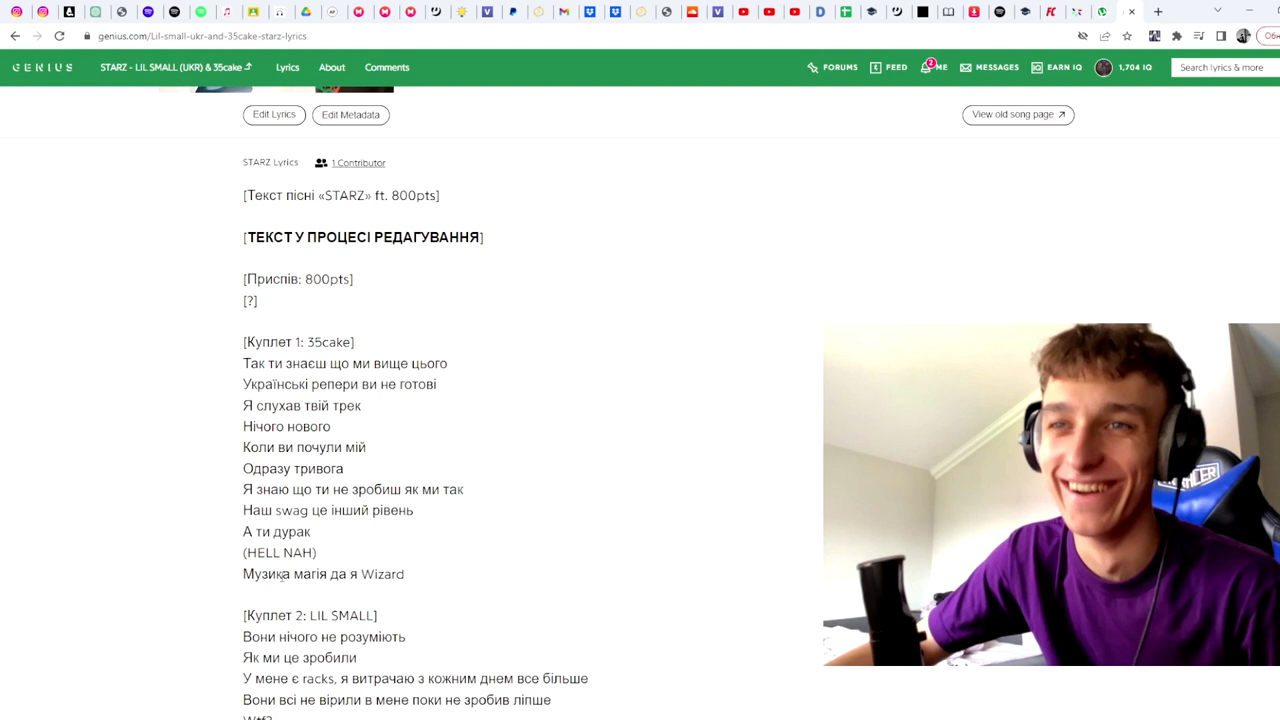 genius.com/Lil-small-ukr-and-35cake-starz-lyrics
GENIUS
STARZ - LIL SMALL (UKR) & 35cake
Lyrics
About
Comments
FORUMS
FEED
2
ME
MESSAGES
EARN IQ
1,704 IQ
Search lyrics & more
Edit Lyrics
Edit Metadata
View old song page
STARZ Lyrics
1 Contributor
[Текст пісні «STARZ» ft. 800pts]
[ТЕКСТ У ПРОЦЕСІ РЕДАГУВАННЯ]
[Приспів: 800pts]
[?]
[Куплет 1: 35cake]
Так ти знаєш що ми вище цього
Українські репери ви не готові
Я слухав твій трек
Нічого нового
Коли ви почули мій
Одразу тривога
Я знаю що ти не зробиш як ми так
Наш swag це інший рівень
А ти дурак
(HELL NAH)
Музика магія да я Wizard
[Куплет 2: LIL SMALL]
Вони нічого не розуміють
Як ми це зробили
У мене є racks, я витрачаю з кожним днем все більше
Вони всі не вірили в мене поки не зробив ліпше